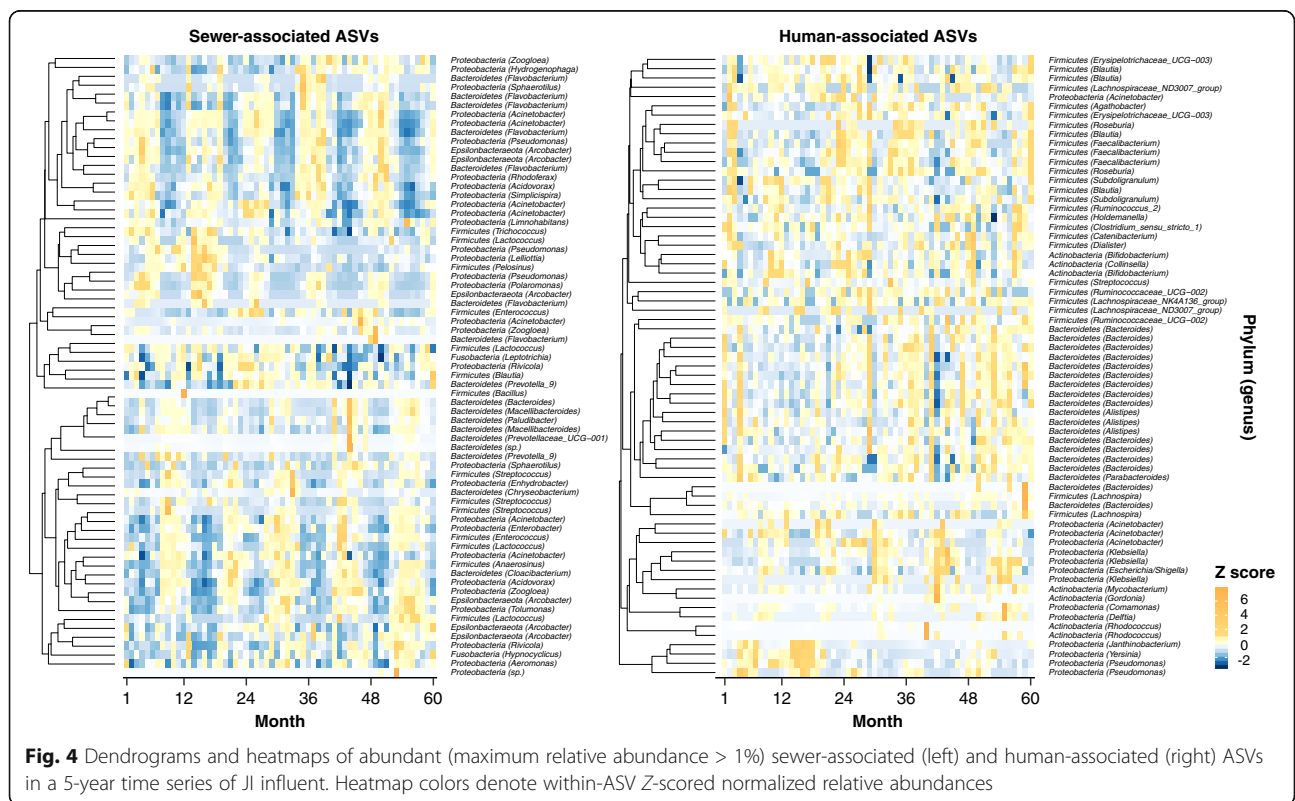 Sewer-associated ASVs
Proteobacteria (Zoogloea)
Proteobacteria (Hydrogenophaga)
Bacteroidetes (Flavobacterium)
Proteobacteria (Sphaerotilus)
Bacteroidetes (Flavobacterium)
Bacteroidetes (Flavobacterium)
Proteobacteria (Acinetobacter)
Proteobacteria (Acinetobacter)
Bacteroidetes (Flavobacterium)
Proteobacteria (Pseudomonas)
Epsilonbacteraeota (Arcobacter)
Epsilonbacteraeota (Arcobacter)
Bacteroidetes (Flavobacterium)
Proteobacteria (Rhodoferax)
Proteobacteria (Acidovorax)
Proteobacteria (Simplicispira)
Proteobacteria (Acinetobacter)
Proteobacteria (Acinetobacter)
Proteobacteria (Limnohabitans)
Firmicutes (Trichococcus)
Firmicutes (Lactococcus)
Proteobacteria (Pseudomonas)
Proteobacteria (Lelliottia)
Firmicutes (Pelosinus)
Proteobacteria (Pseudomonas)
Proteobacteria (Polaromonas)
Epsilonbacteraeota (Arcobacter)
Bacteroidetes (Flavobacterium)
Firmicutes (Enterococcus)
Proteobacteria (Acinetobacter)
Proteobacteria (Zoogloea)
Bacteroidetes (Flavobacterium)
Firmicutes (Lactococcus)
Fusobacteria (Leptotrichia)
Proteobacteria (Rivicola)
Firmicutes (Blautia)
Bacteroidetes (Prevotella_9)
Firmicutes (Bacillus)
Bacteroidetes (Bacteroides)
Bacteroidetes (Macellibacteroides)
Bacteroidetes (Paludibacter)
Bacteroidetes (Macellibacteroides)
Bacteroidetes (Prevotellaceae_UCG-001)
Bacteroidetes (sp.)
Bacteroidetes (Prevotella_9)
Proteobacteria (Sphaerotilus)
Firmicutes (Streptococcus)
Proteobacteria (Enhydrobacter)
Bacteroidetes (Chryseobacterium)
Firmicutes (Streptococcus)
Firmicutes (Streptococcus)
Proteobacteria (Acinetobacter)
Proteobacteria (Enterobacter)
Firmicutes (Enterococcus)
Firmicutes (Lactococcus)
Proteobacteria (Acinetobacter)
Firmicutes (Anaerosinus)
Bacteroidetes (Cloacibacterium)
Proteobacteria (Acidovorax)
Proteobacteria (Zoogloea)
Epsilonbacteraeota (Arcobacter)
Proteobacteria (Tolumonas)
Firmicutes (Lactococcus)
Epsilonbacteraeota (Arcobacter)
Epsilonbacteraeota (Arcobacter)
Proteobacteria (Rivicola)
Fusobacteria (Hypnocyclicus)
Proteobacteria (Aeromonas)
Proteobacteria (sp.)
1 12 24 36 48 60
Month
Human-associated ASVs
Firmicutes (Erysipelotrichaceae_UCG-003)
Firmicutes (Blautia)
Firmicutes (Blautia)
Firmicutes (Lachnospiraceae_ND3007_group)
Proteobacteria (Acinetobacter)
Firmicutes (Agathobacter)
Firmicutes (Erysipelotrichaceae_UCG-003)
Firmicutes (Roseburia)
Firmicutes (Blautia)
Firmicutes (Faecalibacterium)
Firmicutes (Faecalibacterium)
Firmicutes (Faecalibacterium)
Firmicutes (Roseburia)
Firmicutes (Subdoligranulum)
Firmicutes (Blautia)
Firmicutes (Subdoligranulum)
Firmicutes (Ruminococcus_2)
Firmicutes (Holdemanella)
Firmicutes (Clostridium_sensu_stricto_1)
Firmicutes (Catenibacterium)
Firmicutes (Dialister)
Actinobacteria (Bifidobacterium)
Actinobacteria (Collinsella)
Actinobacteria (Bifidobacterium)
Firmicutes (Streptococcus)
Firmicutes (Ruminococcaceae_UCG-002)
Firmicutes (Lachnospiraceae_NK4A136_group)
Firmicutes (Lachnospiraceae_ND3007_group)
Firmicutes (Ruminococcaceae_UCG-002)
Bacteroidetes (Bacteroides)
Bacteroidetes (Bacteroides)
Bacteroidetes (Bacteroides)
Bacteroidetes (Bacteroides)
Bacteroidetes (Bacteroides)
Bacteroidetes (Bacteroides)
Bacteroidetes (Bacteroides)
Bacteroidetes (Bacteroides)
Bacteroidetes (Bacteroides)
Bacteroidetes (Alistipes)
Bacteroidetes (Alistipes)
Bacteroidetes (Alistipes)
Bacteroidetes (Bacteroides)
Bacteroidetes (Bacteroides)
Bacteroidetes (Bacteroides)
Bacteroidetes (Bacteroides)
Bacteroidetes (Parabacteroides)
Bacteroidetes (Bacteroides)
Firmicutes (Lachnospira)
Bacteroidetes (Bacteroides)
Firmicutes (Lachnospira)
Proteobacteria (Acinetobacter)
Proteobacteria (Acinetobacter)
Proteobacteria (Acinetobacter)
Proteobacteria (Klebsiella)
Proteobacteria (Klebsiella)
Proteobacteria (Escherichia/Shigella)
Proteobacteria (Klebsiella)
Actinobacteria (Mycobacterium)
Actinobacteria (Gordonia)
Proteobacteria (Comamonas)
Proteobacteria (Delftia)
Actinobacteria (Rhodococcus)
Actinobacteria (Rhodococcus)
Proteobacteria (Janthinobacterium)
Proteobacteria (Yersinia)
Proteobacteria (Pseudomonas)
Proteobacteria (Pseudomonas)
1 12 24 36 48 60
Month
Phylum (genus)
Z score
6
4
2
0
-2
Fig. 4 Dendrograms and heatmaps of abundant (maximum relative abundance > 1%) sewer-associated (left) and human-associated (right) ASVs
in a 5-year time series of JI influent. Heatmap colors denote within-ASV Z-scored normalized relative abundances